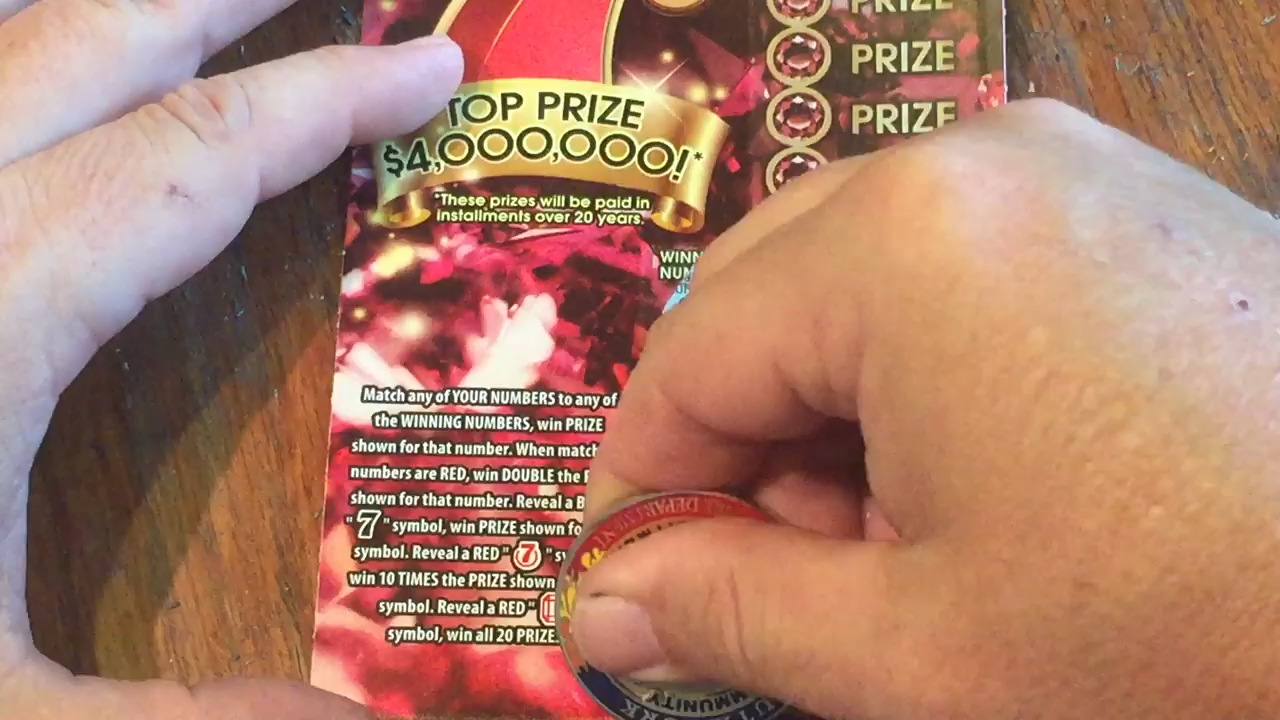 PRIZE
PRIZE
PRIZE
TOP PRIZE
$4,000,000!*
*These prizes will be paid in
installments over 20 years.
WINN
NUM
Match any of YOUR NUMBERS to any of
the WINNING NUMBERS, win PRIZE
shown for that number. When match
numbers are RED, win DOUBLE the P
shown for that number. Reveal a B
"7" symbol, win PRIZE shown fo
symbol. Reveal a RED "7" sy
win 10 TIMES the PRIZE shown
symbol. Reveal a RED "
symbol, win all 20 PRIZE
DEPARTMENT
MMUNITY